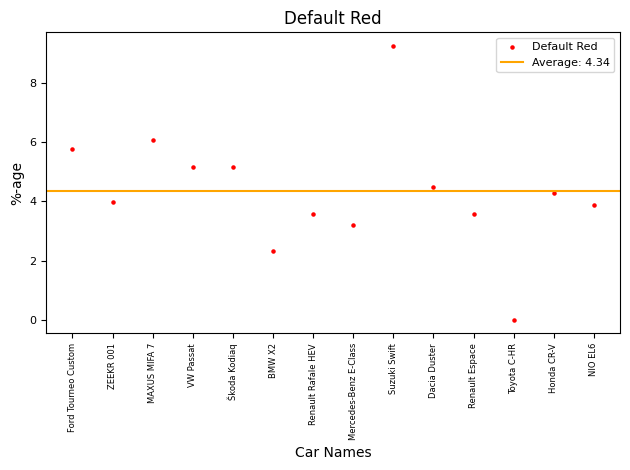 Default Red
Default Red
Average: 4.34
%-age
8
6
4
2
0
Ford Tourneo Custom
ZEEKR 001
MAXUS MIFA 7
VW Passat
Škoda Kodiaq
BMW X2
Renault Rafale HEV
Mercedes-Benz E-Class
Suzuki Swift
Dacia Duster
Renault Espace
Toyota C-HR
Honda CR-V
NIO EL6
Car Names